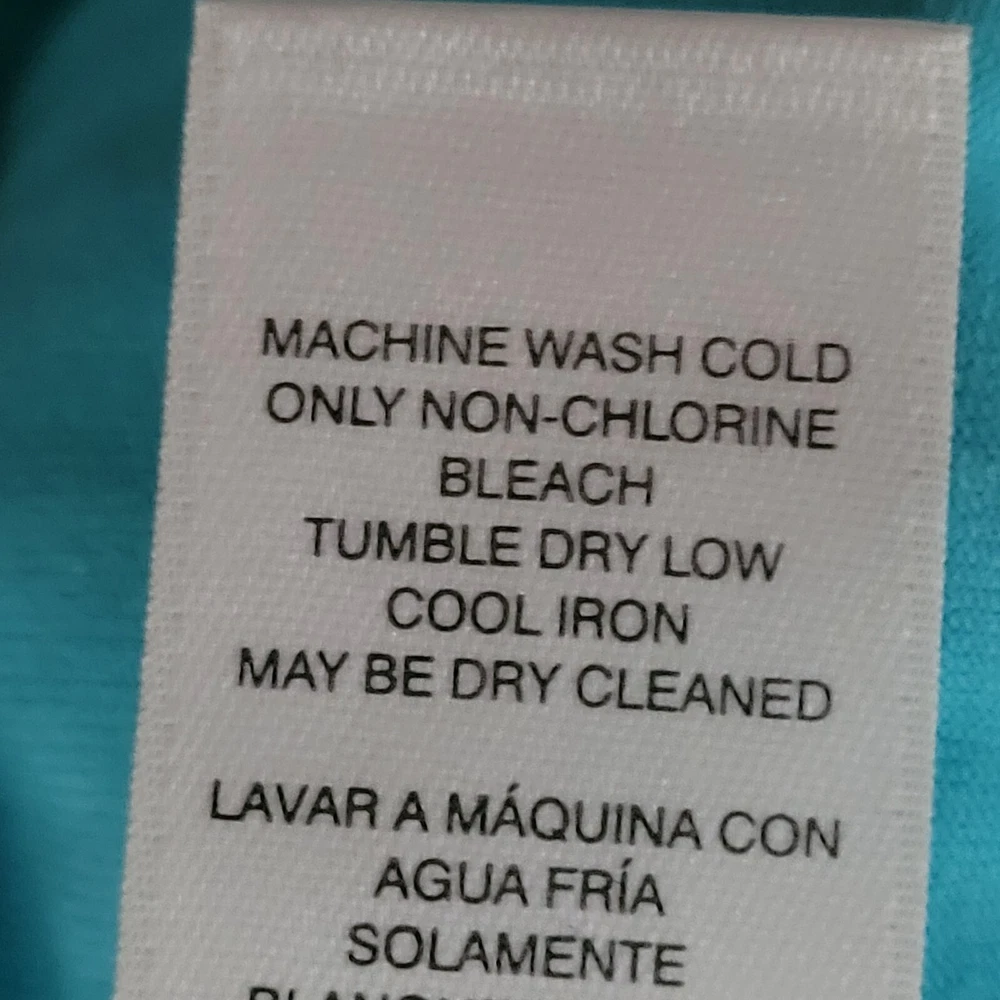 MACHINE WASH COLD
ONLY NON-CHLORINE
BLEACH
TUMBLE DRY LOW
COOL IRON
MAY BE DRY CLEANED
LAVAR A MÁQUINA CON
AGUA FRÍA
SOLAMENTE